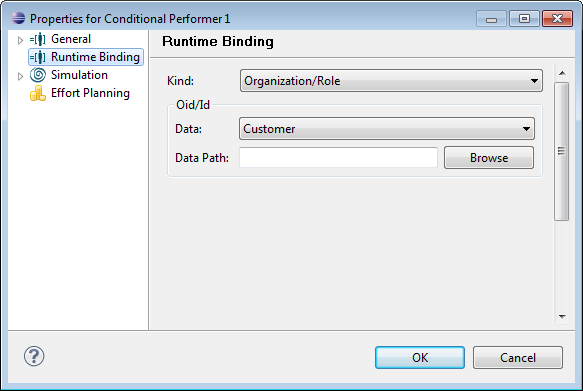 Properties for Conditional Performer 1
General
Runtime Binding
Simulation
Effort Planning
Runtime Binding
Kind: Organization/Role
Oid/Id
Data: Customer
Data Path: Browse
OK Cancel